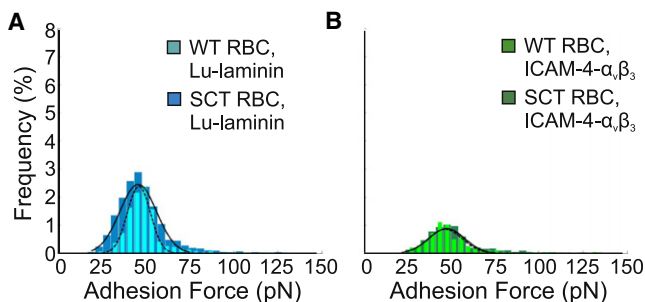 A
B
WT RBC,
Lu-laminin
SCT RBC,
Lu-laminin
WT RBC,
ICAM-4-αᵥβ₃
SCT RBC,
ICAM-4-αᵥβ₃
Frequency (%)
8
7
6
5
4
3
2
1
0
0 25 50 75 100 125 150
0 25 50 75 100 125 150
Adhesion Force (pN)
Adhesion Force (pN)